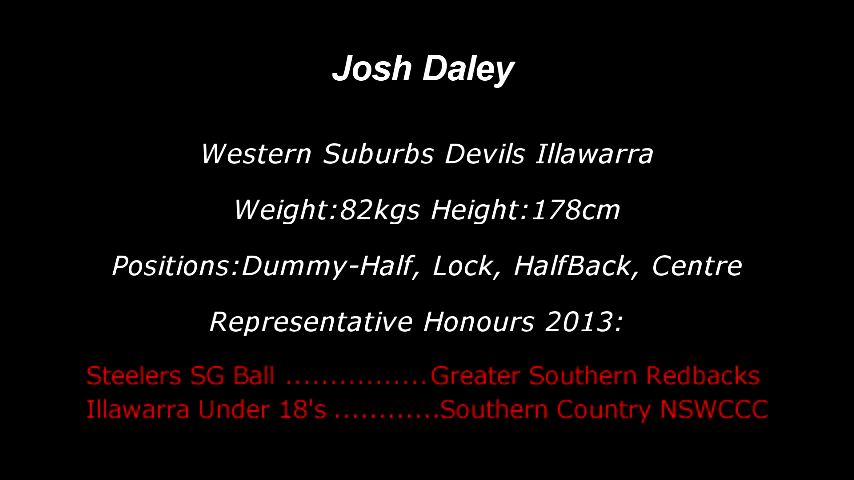 Josh Daley
Western Suburbs Devils Illawarra
Weight:82kgs Height:178cm
Positions:Dummy-Half, Lock, HalfBack, Centre
Representative Honours 2013:
Steelers SG Ball ................Greater Southern Redbacks
Illawarra Under 18's ............Southern Country NSWCCC